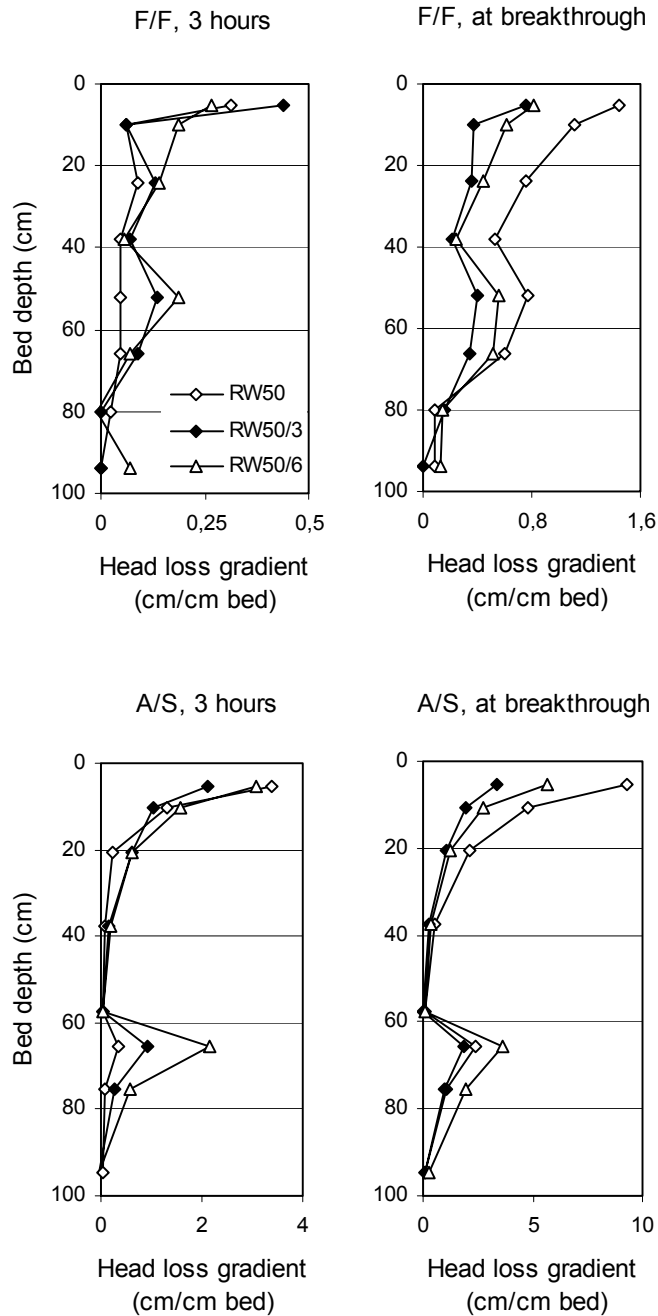 F/F, 3 hours
F/F, at breakthrough
0
20
40
60
80
100
Bed depth (cm)
RW50
RW50/3
RW50/6
0
0,25
0,5
Head loss gradient
(cm/cm bed)
0
20
40
60
80
100
0
0,8
1,6
Head loss gradient
(cm/cm bed)
A/S, 3 hours
A/S, at breakthrough
0
20
40
60
80
100
Bed depth (cm)
0
2
4
Head loss gradient
(cm/cm bed)
0
20
40
60
80
100
0
5
10
Head loss gradient
(cm/cm bed)